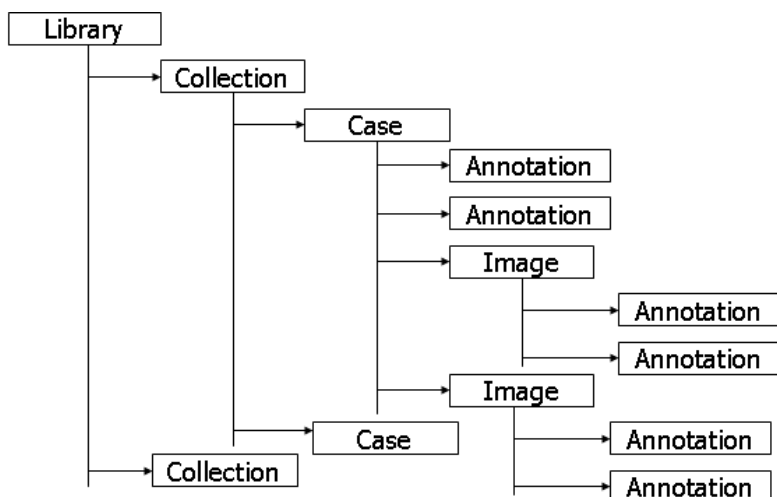 Library
Collection
Case
Annotation
Annotation
Image
Annotation
Annotation
Image
Case
Annotation
Collection
Annotation